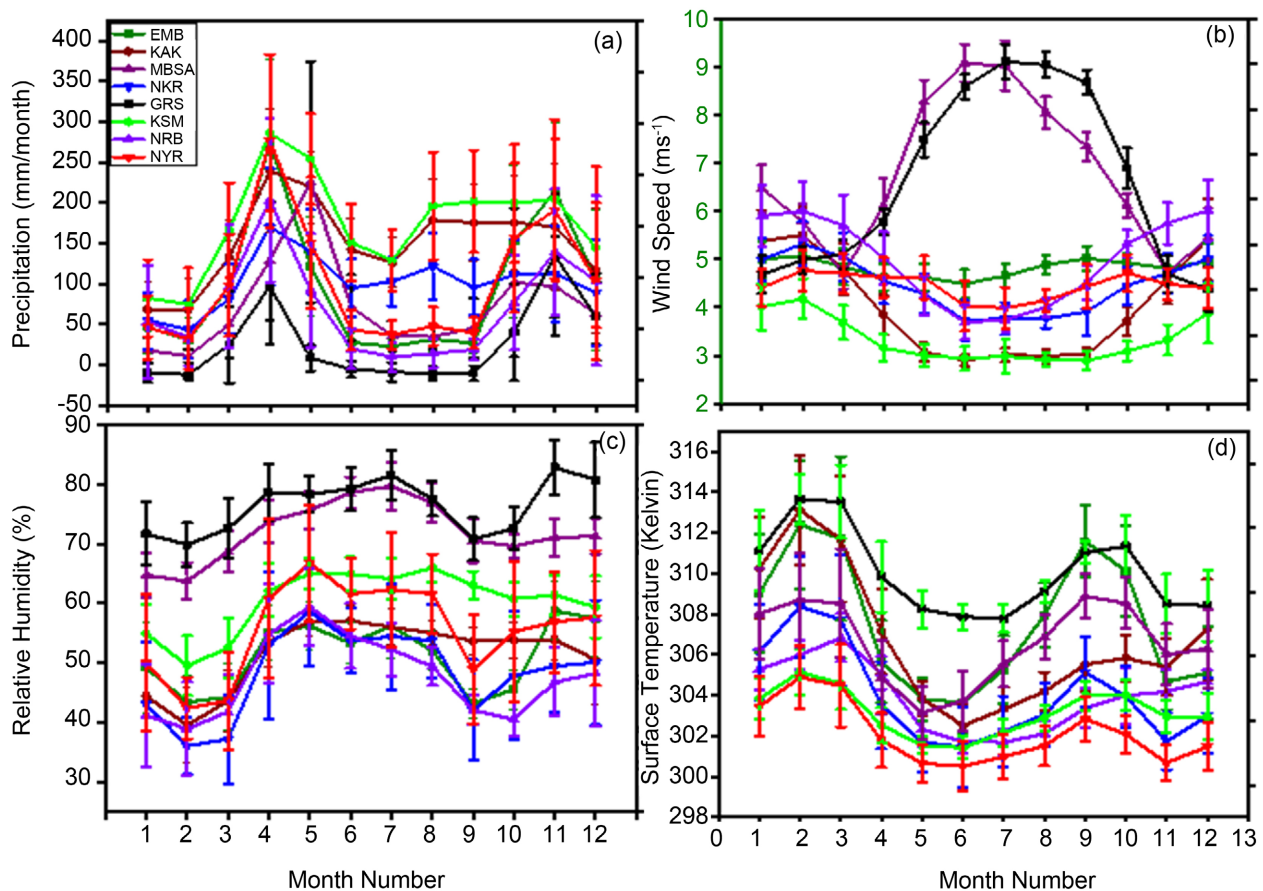 (a)
EMB
KAK
MBSA
NKR
GRS
KSM
NRB
NYR
Precipitation (mm/month)
400
350
300
250
200
150
100
50
0
-50
(b)
Wind Speed (ms⁻¹)
10
9
8
7
6
5
4
3
2
(c)
Relative Humidity (%)
90
80
70
60
50
40
30
1 2 3 4 5 6 7 8 9 10 11 12
Month Number
(d)
Surface Temperature (Kelvin)
316
314
312
310
308
306
304
302
300
298
0 1 2 3 4 5 6 7 8 9 10 11 12 13
Month Number